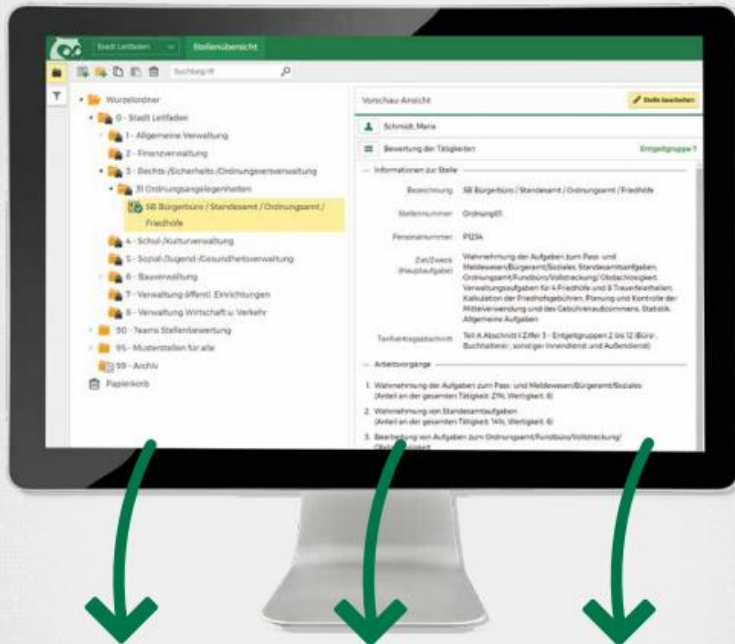 Stadt Leitfaden
Stellenübersicht
Suchbegriff
Wurzelordner
0 - Stadt Leitfaden
1 - Allgemeine Verwaltung
2 - Finanzverwaltung
3 - Rechts-/Sicherheits-/Ordnungsversverwaltung
31 Ordnungsangelegenheiten
SB Bürgerbüro / Standesamt / Ordnungsamt /
Friedhöfe
4 - Schul-/Kulturverwaltung
5 - Sozial-/Jugend-/Gesundheitsverwaltung
6 - Bauverwaltung
7 - Verwaltung öffentl. Einrichtungen
8 - Verwaltung Wirtschaft u. Verkehr
90 - Teams Stellenbewertung
95 - Musterstellen für alle
99 - Archiv
Papierkorb
Vorschau-Ansicht
Stelle bearbeiten
Schmidt, Maria
Bewertung der Tätigkeiten
Entgeltgruppe 7
Informationen zur Stelle
Bezeichnung SB Bürgerbüro / Standesamt / Ordnungsamt / Friedhöfe
Stellennummer Ordnung01
Personalnummer P1234
Ziel/Zweck
(Hauptaufgabe)
Wahrnehmung der Aufgaben zum Pass- und
Meldewesen/Bürgeramt/Soziales, Standesamtsaufgaben,
Ordnungsamt/Fundbüro/Vollstreckung/ Obdachlosigkeit,
Verwaltungsaufgaben für 4 Friedhöfe und 8 Trauerfeierhallen,
Kalkulation der Friedhofsgebühren, Planung und Kontrolle der
Mittelverwendung und des Gebührenaufkommens, Statistik,
Allgemeine Aufgaben
Tarifvertragsabschnitt Teil A Abschnitt I Ziffer 3 - Entgeltgruppen 2 bis 12 (Büro-,
Buchhalterei-, sonstiger Innendienst und Außendienst)
Arbeitsvorgänge
1. Wahrnehmung der Aufgaben zum Pass- und Meldewesen/Bürgeramt/Soziales
(Anteil an der gesamten Tätigkeit: 21%, Wertigkeit: 6)
2. Wahrnehmung von Standesamtsaufgaben
(Anteil an der gesamten Tätigkeit: 14%, Wertigkeit: 6)
3. Bearbeitung von Aufgaben zum Ordnungsamt/Fundbüro/Vollstreckung/
Obdachlosigkeit